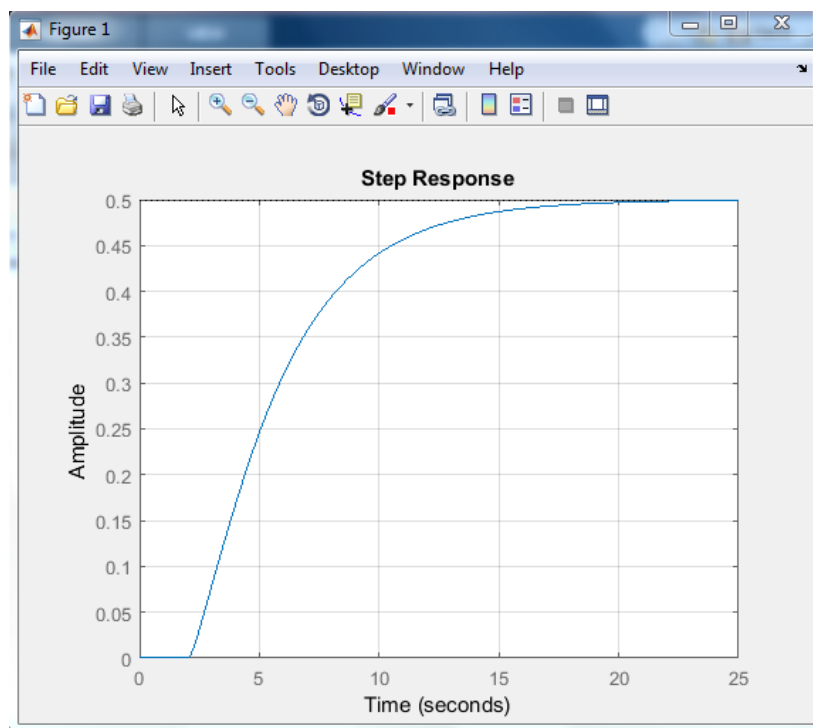 Figure 1
File Edit View Insert Tools Desktop Window Help
Step Response
0.5
0.45
0.4
0.35
0.3
0.25
0.2
0.15
0.1
0.05
0
Amplitude
0 5 10 15 20 25
Time (seconds)